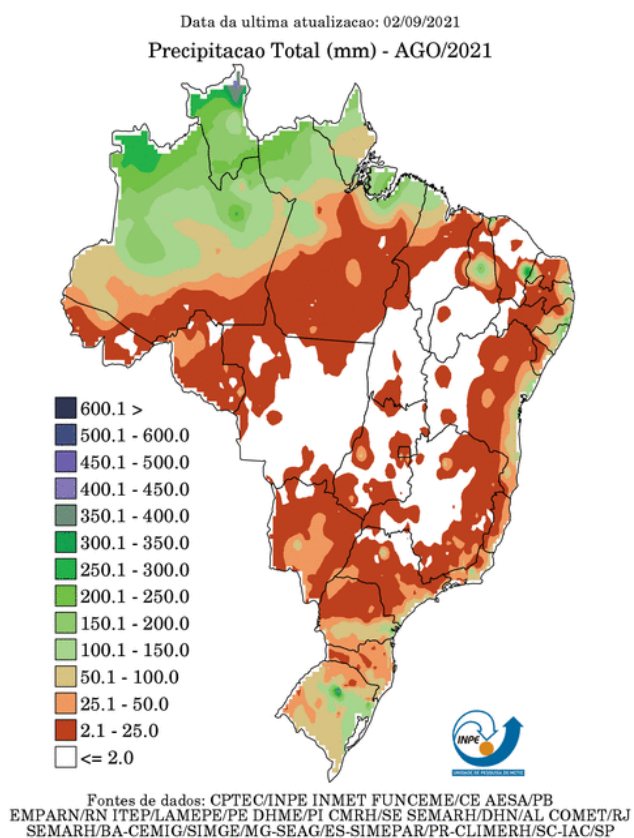 Data da ultima atualizacao: 02/09/2021
Precipitacao Total (mm) - AGO/2021
600.1 >
500.1 - 600.0
450.1 - 500.0
400.1 - 450.0
350.1 - 400.0
300.1 - 350.0
250.1 - 300.0
200.1 - 250.0
150.1 - 200.0
100.1 - 150.0
50.1 - 100.0
25.1 - 50.0
2.1 - 25.0
<= 2.0
INPE
Fontes de dados: CPTEC/INPE INMET FUNCEME/CE AESA/PB
EMPARN/RN ITEP/LAMEPE/PE DHME/PI CMRH/SE SEMARH/DHN/AL COMET/RJ
SEMARH/BA-CEMIG/SIMGE/MG-SEAG/ES-SIMEPAR/PR-CLIMERH/SC-IAC/SP